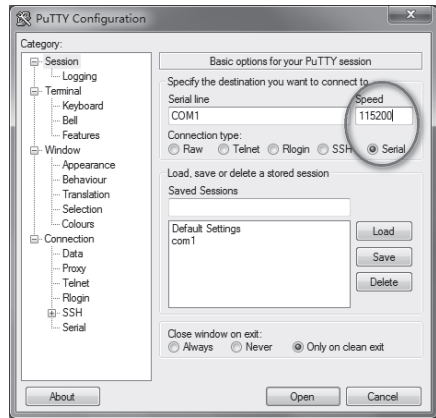 PuTTY Configuration
Category:
Session
Logging
Terminal
Keyboard
Bell
Features
Window
Appearance
Behaviour
Translation
Selection
Colours
Connection
Data
Proxy
Telnet
Rlogin
SSH
Serial
Basic options for your PuTTY session
Specify the destination you want to connect to
Serial line Speed
COM1 115200
Connection type:
Raw Telnet Rlogin SSH Serial
Load, save or delete a stored session
Saved Sessions
Default Settings
com1
Load
Save
Delete
Close window on exit:
Always Never Only on clean exit
About Open Cancel